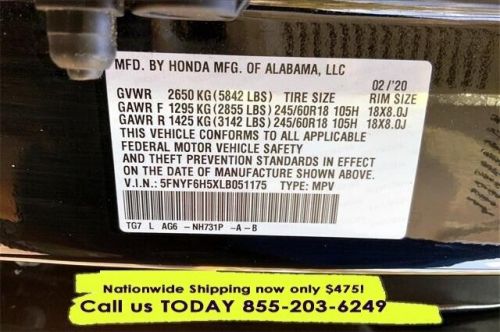 MFD. BY HONDA MFG. OF ALABAMA, LLC
02/'20
GVWR 2650 KG (5842 LBS) TIRE SIZE RIM SIZE
GAWR F 1295 KG (2855 LBS) 245/60R18 105H 18X8.0J
GAWR R 1425 KG (3142 LBS) 245/60R18 105H 18X8.0J
THIS VEHICLE CONFORMS TO ALL APPLICABLE
FEDERAL MOTOR VEHICLE SAFETY
AND THEFT PREVENTION STANDARDS IN EFFECT
ON THE DATE OF MANUFACTURE SHOWN ABOVE.
V.I.N.: 5FNYF6H5XLB051175 TYPE: MPV
TG7 L AG6 -NH731P -A-B
Nationwide Shipping now only $475!
Call us TODAY 855-203-6249